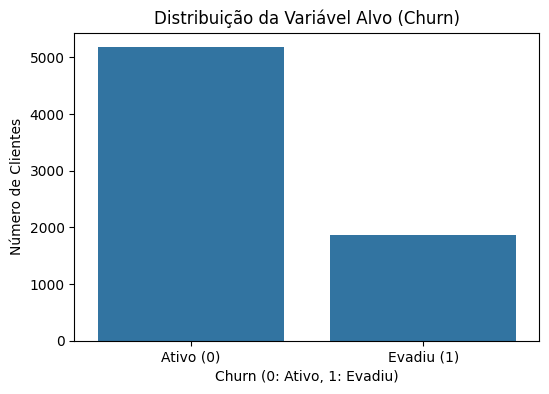 Distribuição da Variável Alvo (Churn)
Número de Clientes
5000
4000
3000
2000
1000
0
Ativo (0)
Evadiu (1)
Churn (0: Ativo, 1: Evadiu)